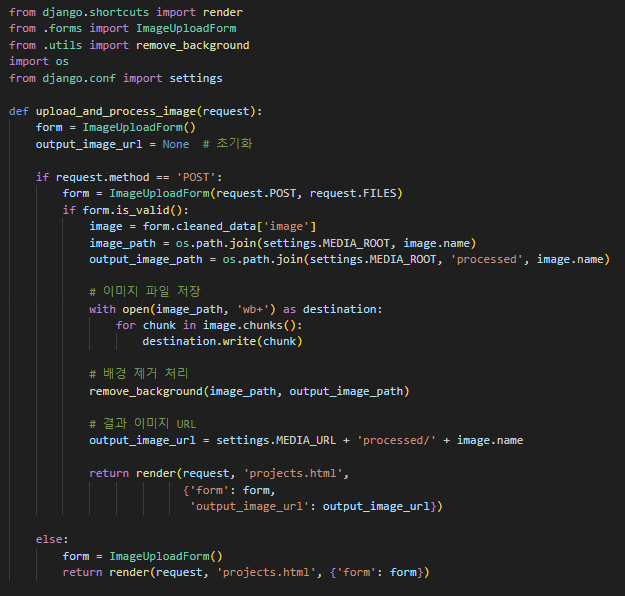 from django.shortcuts import render
from .forms import ImageUploadForm
from .utils import remove_background
import os
from django.conf import settings

def upload_and_process_image(request):
    form = ImageUploadForm()
    output_image_url = None  # 초기화

    if request.method == 'POST':
        form = ImageUploadForm(request.POST, request.FILES)
        if form.is_valid():
            image = form.cleaned_data['image']
            image_path = os.path.join(settings.MEDIA_ROOT, image.name)
            output_image_path = os.path.join(settings.MEDIA_ROOT, 'processed', image.name)

            # 이미지 파일 저장
            with open(image_path, 'wb+') as destination:
                for chunk in image.chunks():
                    destination.write(chunk)

            # 배경 제거 처리
            remove_background(image_path, output_image_path)

            # 결과 이미지 URL
            output_image_url = settings.MEDIA_URL + 'processed/' + image.name

            return render(request, 'projects.html',
                          {'form': form,
                           'output_image_url': output_image_url})

    else:
        form = ImageUploadForm()
        return render(request, 'projects.html', {'form': form})